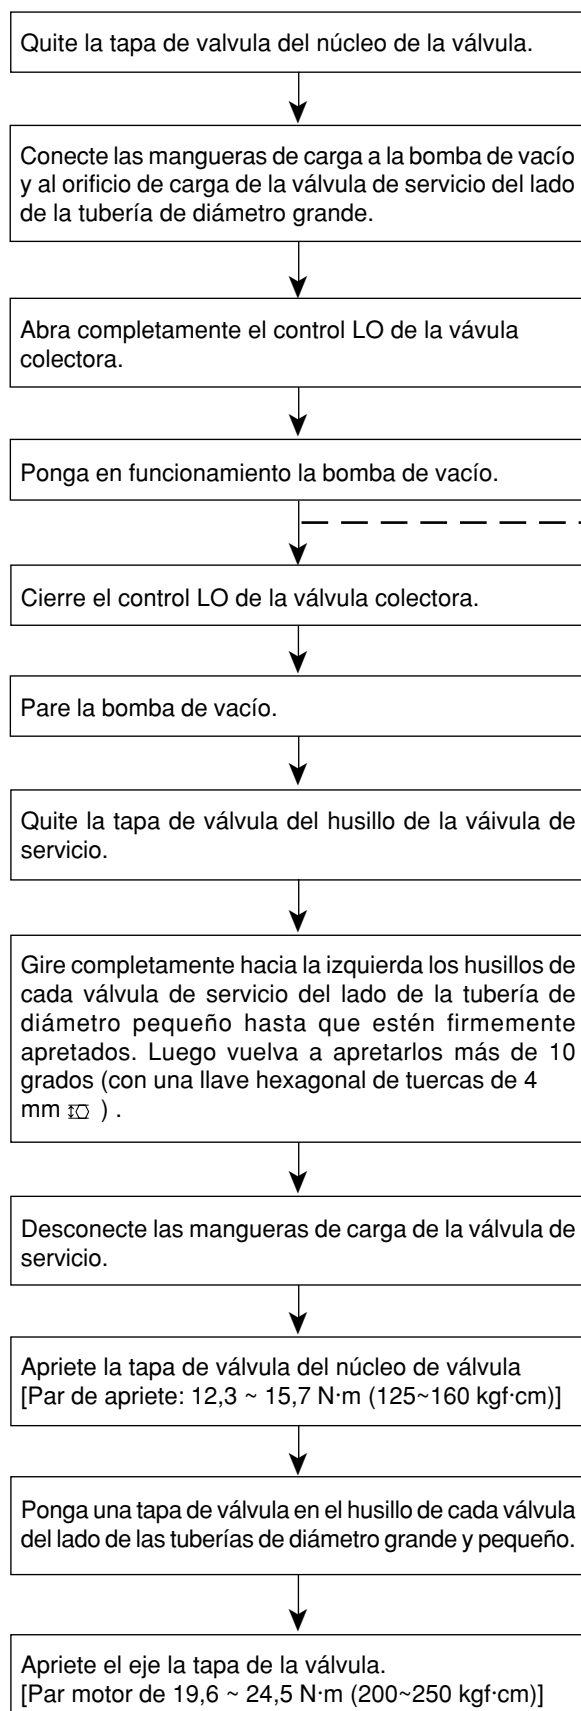 Quite la tapa de valvula del núcleo de la válvula.
Conecte las mangueras de carga a la bomba de vacío
y al orificio de carga de la válvula de servicio del lado
de la tubería de diámetro grande.
Abra completamente el control LO de la vávula
colectora.
Ponga en funcionamiento la bomba de vacío.
Cierre el control LO de la válvula colectora.
Pare la bomba de vacío.
Quite la tapa de válvula del husillo de la váivula de
servicio.
Gire completamente hacia la izquierda los husillos de
cada válvula de servicio del lado de la tubería de
diámetro pequeño hasta que estén firmemente
apretados. Luego vuelva a apretarlos más de 10
grados (con una llave hexagonal de tuercas de 4
mm ) .
Desconecte las mangueras de carga de la válvula de
servicio.
Apriete la tapa de válvula del núcleo de válvula
[Par de apriete: 12,3 ~ 15,7 N·m (125~160 kgf·cm)]
Ponga una tapa de válvula en el husillo de cada válvula
del lado de las tuberías de diámetro grande y pequeño.
Apriete el eje la tapa de la válvula.
[Par motor de 19,6 ~ 24,5 N·m (200~250 kgf·cm)]